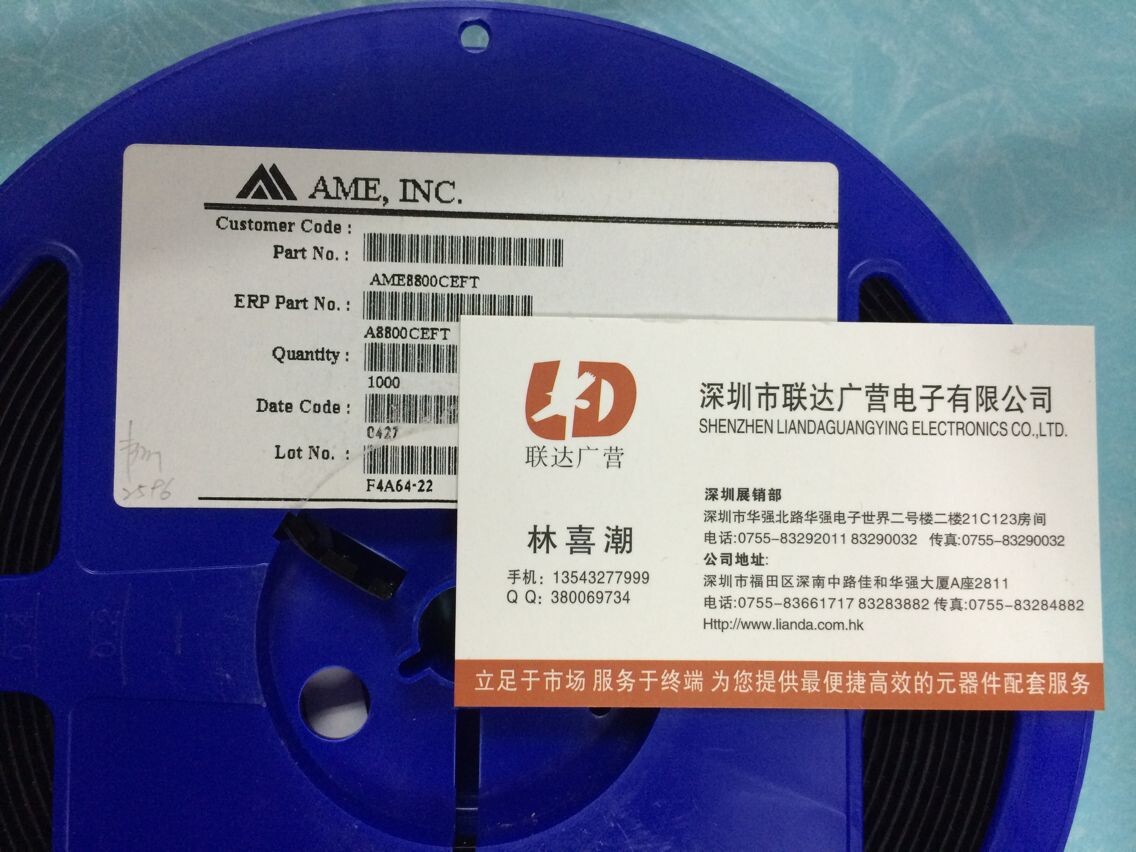 AME, INC.
Customer Code :
Part No. :
AME8800CEFT
ERP Part No. :
A8800CEFT
Quantity :
1000
Date Code :
0427
Lot No. :
F4A64-22
2596
联达广营
深圳市联达广营电子有限公司
SHENZHEN LIANDAGUANGYING ELECTRONICS CO.,LTD.
林喜潮
手机：13543277999
Q Q：380069734
深圳展销部
深圳市华强北路华强电子世界二号楼二楼21C123房间
电话:0755-83292011 83290032 传真:0755-83290032
公司地址:
深圳市福田区深南中路佳和华强大厦A座2811
电话:0755-83661717 83283882 传真:0755-83284882
Http://www.lianda.com.hk
立足于市场 服务于终端 为您提供最便捷高效的元器件配套服务